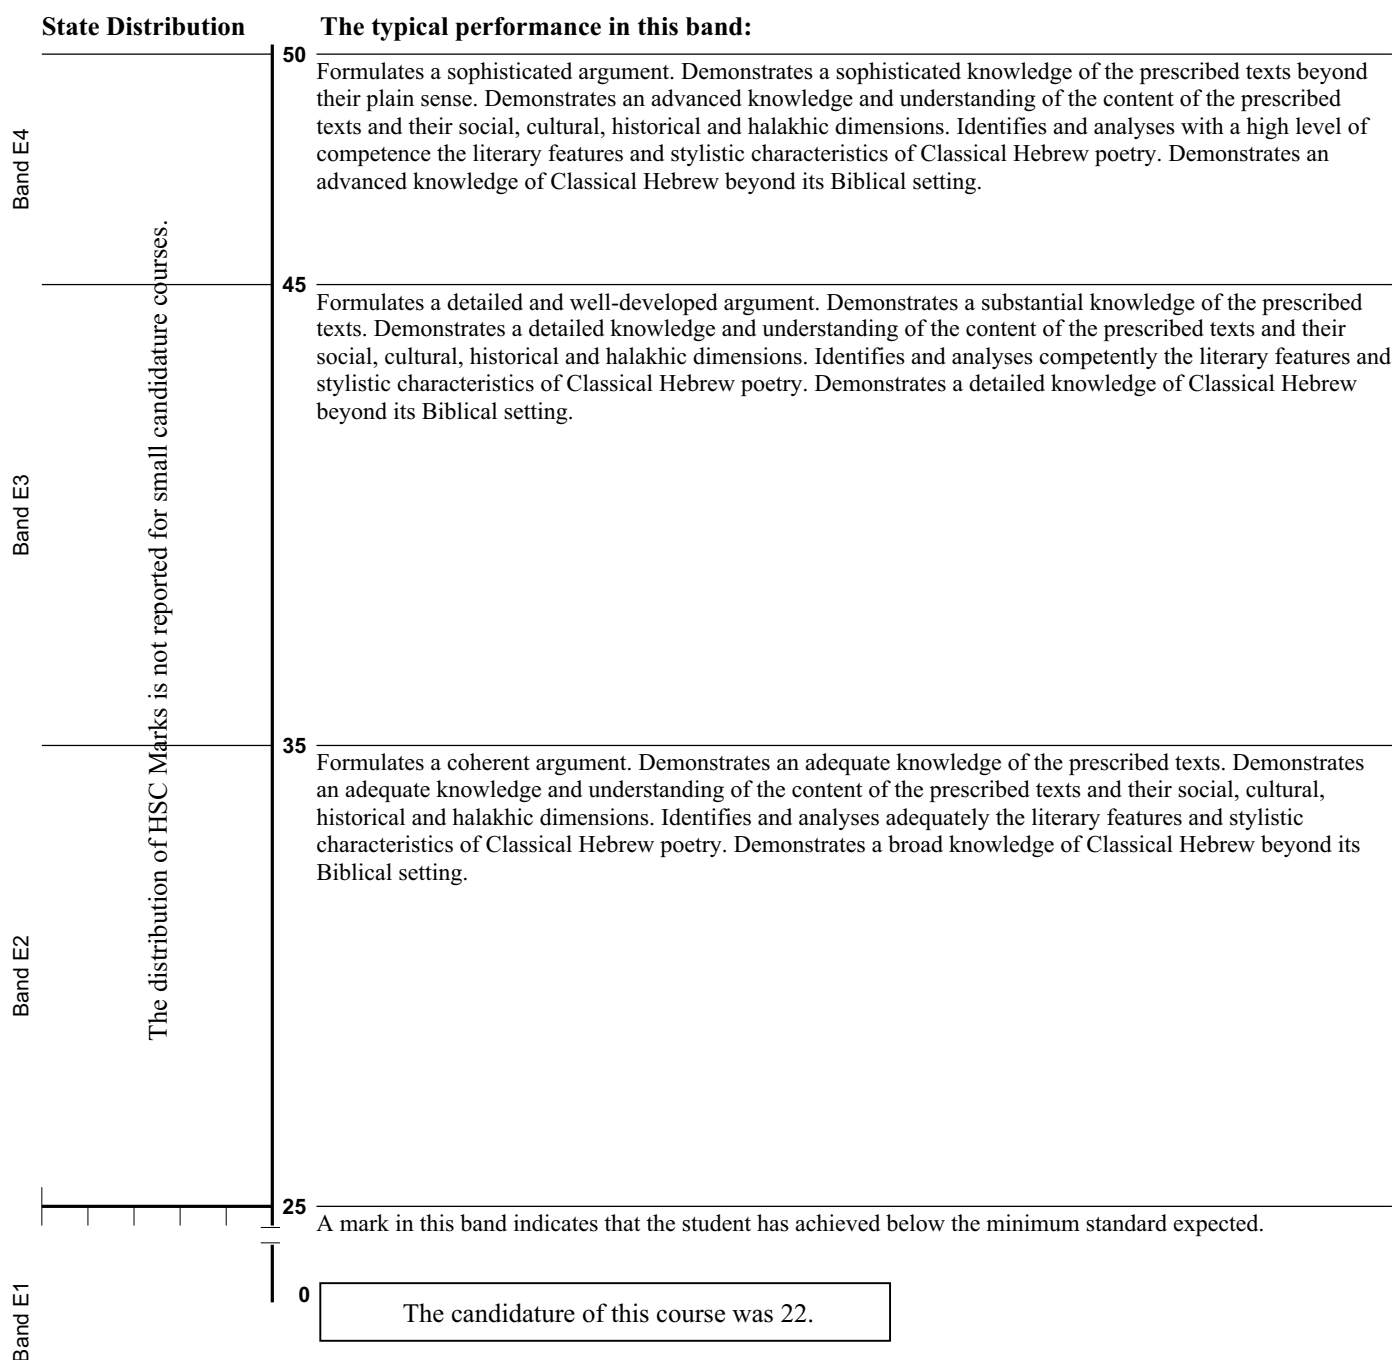 State Distribution
The typical performance in this band:
50
Formulates a sophisticated argument. Demonstrates a sophisticated knowledge of the prescribed texts beyond
their plain sense. Demonstrates an advanced knowledge and understanding of the content of the prescribed
texts and their social, cultural, historical and halakhic dimensions. Identifies and analyses with a high level of
competence the literary features and stylistic characteristics of Classical Hebrew poetry. Demonstrates an
advanced knowledge of Classical Hebrew beyond its Biblical setting.
Band E4
45
Formulates a detailed and well-developed argument. Demonstrates a substantial knowledge of the prescribed
texts. Demonstrates a detailed knowledge and understanding of the content of the prescribed texts and their
social, cultural, historical and halakhic dimensions. Identifies and analyses competently the literary features and
stylistic characteristics of Classical Hebrew poetry. Demonstrates a detailed knowledge of Classical Hebrew
beyond its Biblical setting.
Band E3
The distribution of HSC Marks is not reported for small candidature courses.
35
Formulates a coherent argument. Demonstrates an adequate knowledge of the prescribed texts. Demonstrates
an adequate knowledge and understanding of the content of the prescribed texts and their social, cultural,
historical and halakhic dimensions. Identifies and analyses adequately the literary features and stylistic
characteristics of Classical Hebrew poetry. Demonstrates a broad knowledge of Classical Hebrew beyond its
Biblical setting.
Band E2
25
A mark in this band indicates that the student has achieved below the minimum standard expected.
0
Band E1
The candidature of this course was 22.